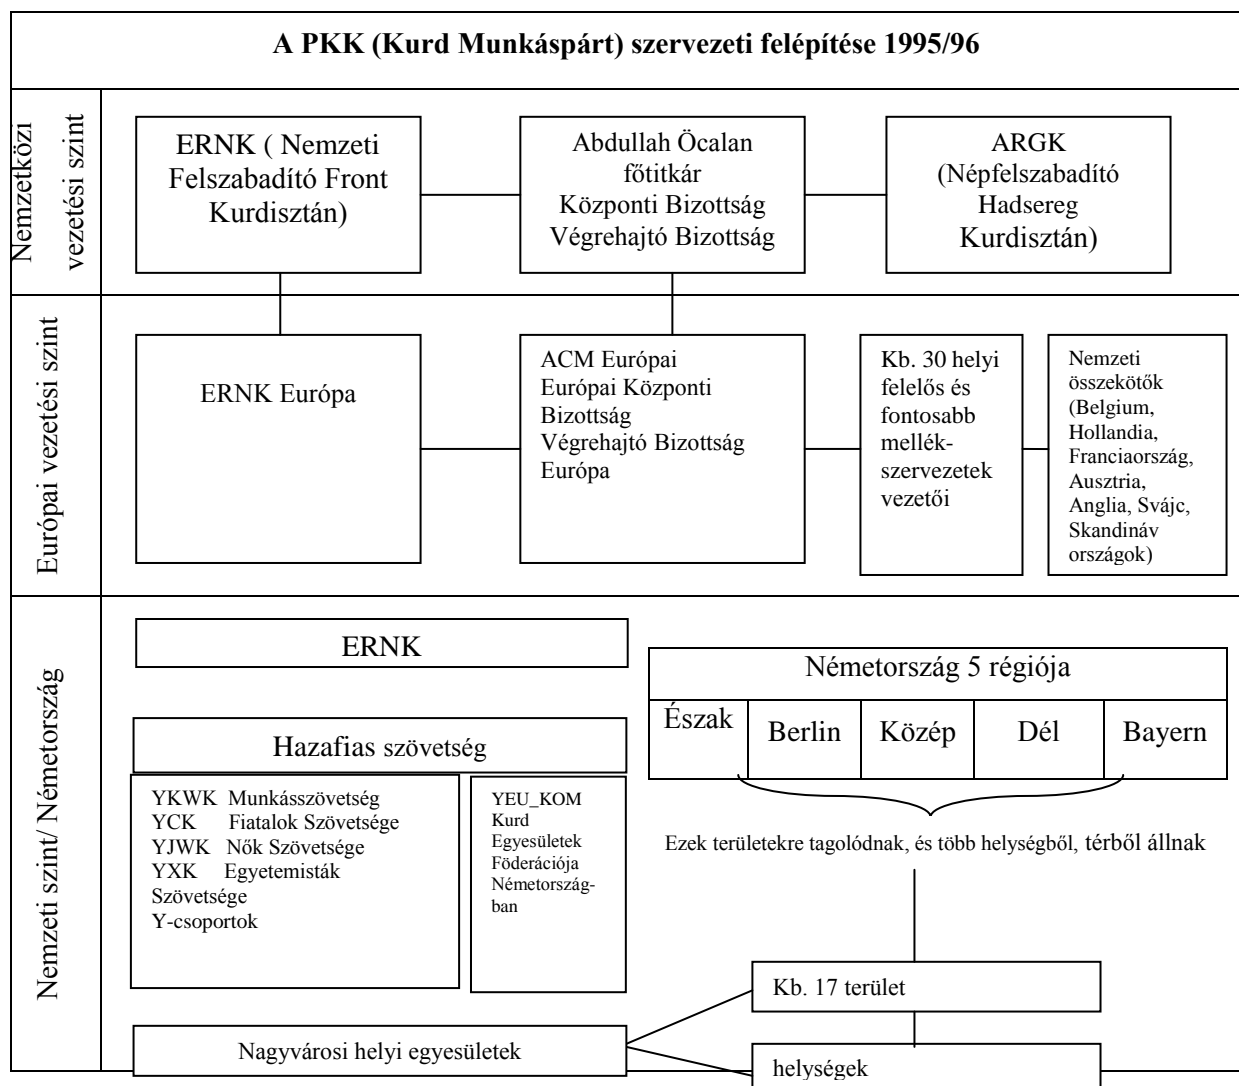 A PKK (Kurd Munkáspárt) szervezeti felépítése 1995/96
Nemzetközi
vezetési szint
ERNK ( Nemzeti
Felszabadító Front
Kurdisztán)
Abdullah Öcalan
főtitkár
Központi Bizottság
Végrehajtó Bizottság
ARGK
(Népfelszabadító
Hadsereg
Kurdisztán)
Európai vezetési szint
ERNK Európa
ACM Európai
Európai Központi
Bizottság
Végrehajtó Bizottság
Európa
Kb. 30 helyi
felelős és
fontosabb
mellék-
szervezetek
vezetői
Nemzeti
összekötők
(Belgium,
Hollandia,
Franciaország,
Ausztria,
Anglia, Svájc,
Skandináv
országok)
Nemzeti szint/ Németország
ERNK
Hazafias szövetség
YKWK Munkásszövetség
YCK Fiatalok Szövetsége
YJWK Nők Szövetsége
YXK Egyetemisták
Szövetsége
Y-csoportok
YEU_KOM
Kurd
Egyesületek
Föderációja
Németország-
ban
Németország 5 régiója
Észak
Berlin
Közép
Dél
Bayern
Ezek területekre tagolódnak, és több helységből, térből állnak
Kb. 17 terület
Nagyvárosi helyi egyesületek
helységek